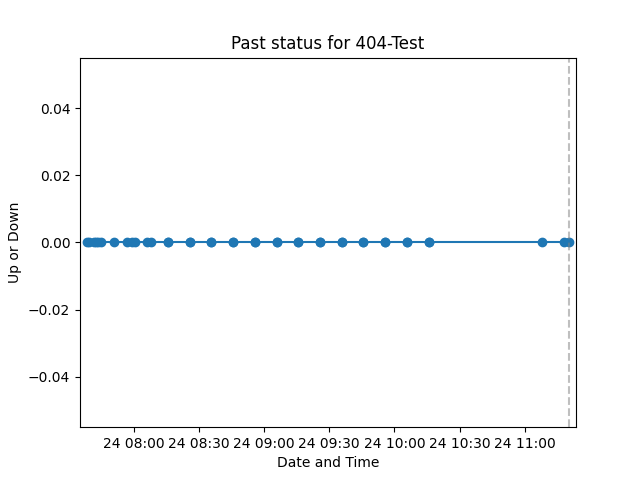 Past status for 404-Test
0.04
0.02
0.00
−0.02
−0.04
Up or Down
24 08:00 24 08:30 24 09:00 24 09:30 24 10:00 24 10:30 24 11:00
Date and Time